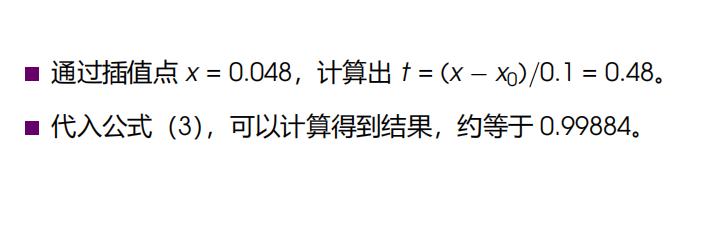 ■ 通过插值点 x = 0.048，计算出 t = (x − x₀)/0.1 = 0.48。
■ 代入公式（3），可以计算得到结果，约等于 0.99884。